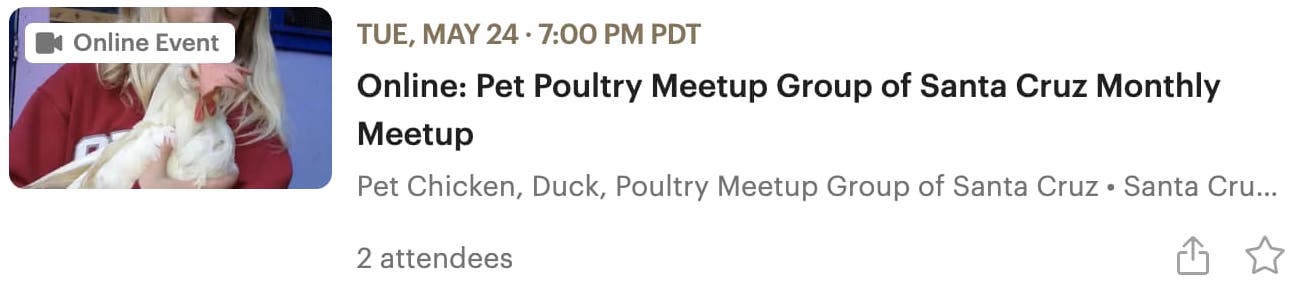 Online Event
TUE, MAY 24 · 7:00 PM PDT
Online: Pet Poultry Meetup Group of Santa Cruz Monthly
Meetup
Pet Chicken, Duck, Poultry Meetup Group of Santa Cruz • Santa Cru...
2 attendees